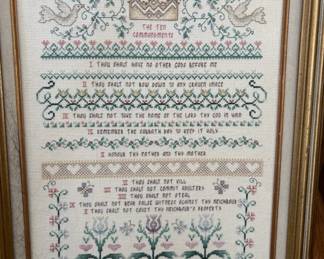 THE TEN
COMMANDMENTS
I THOU SHALT HAVE NO OTHER GODS BEFORE ME
II THOU SHALT NOT BOW DOWN TO ANY GRAVEN IMAGE
III THOU SHALT NOT TAKE THE NAME OF THE LORD THY GOD IN VAIN
IV REMEMBER THE SABBATH DAY TO KEEP IT HOLY
V HONOUR THY FATHER AND THY MOTHER
VI THOU SHALT NOT KILL
VII THOU SHALT NOT COMMIT ADULTERY
VIII THOU SHALT NOT STEAL
IX THOU SHALT NOT BEAR FALSE WITNESS AGAINST THY NEIGHBOUR
X THOU SHALT NOT COVET THY NEIGHBOUR'S PROPERTY